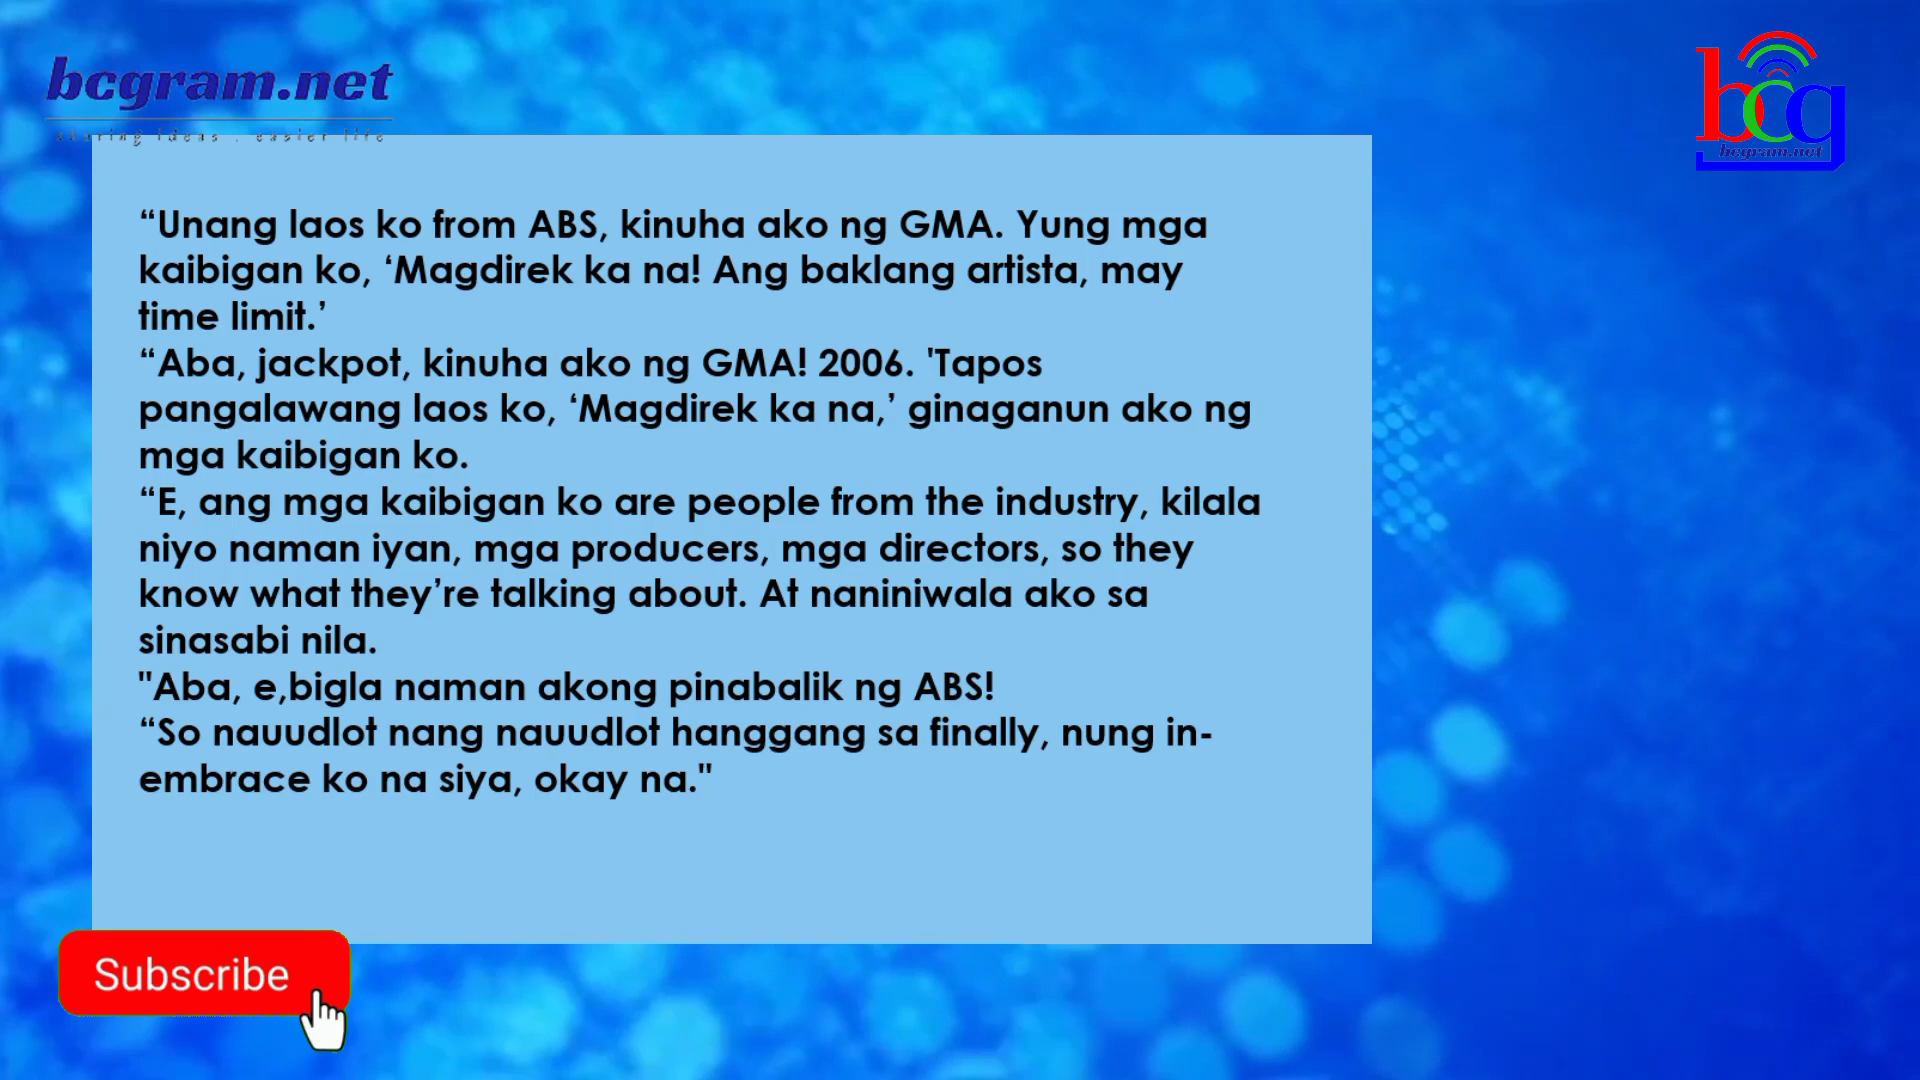 bcgram.net
sharing ideas . easier life
bcg
bcgram.net
“Unang laos ko from ABS, kinuha ako ng GMA. Yung mga
kaibigan ko, ‘Magdirek ka na! Ang baklang artista, may
time limit.’
“Aba, jackpot, kinuha ako ng GMA! 2006. 'Tapos
pangalawang laos ko, ‘Magdirek ka na,’ ginaganun ako ng
mga kaibigan ko.
“E, ang mga kaibigan ko are people from the industry, kilala
niyo naman iyan, mga producers, mga directors, so they
know what they’re talking about. At naniniwala ako sa
sinasabi nila.
"Aba, e,bigla naman akong pinabalik ng ABS!
“So nauudlot nang nauudlot hanggang sa finally, nung in-
embrace ko na siya, okay na."
Subscribe